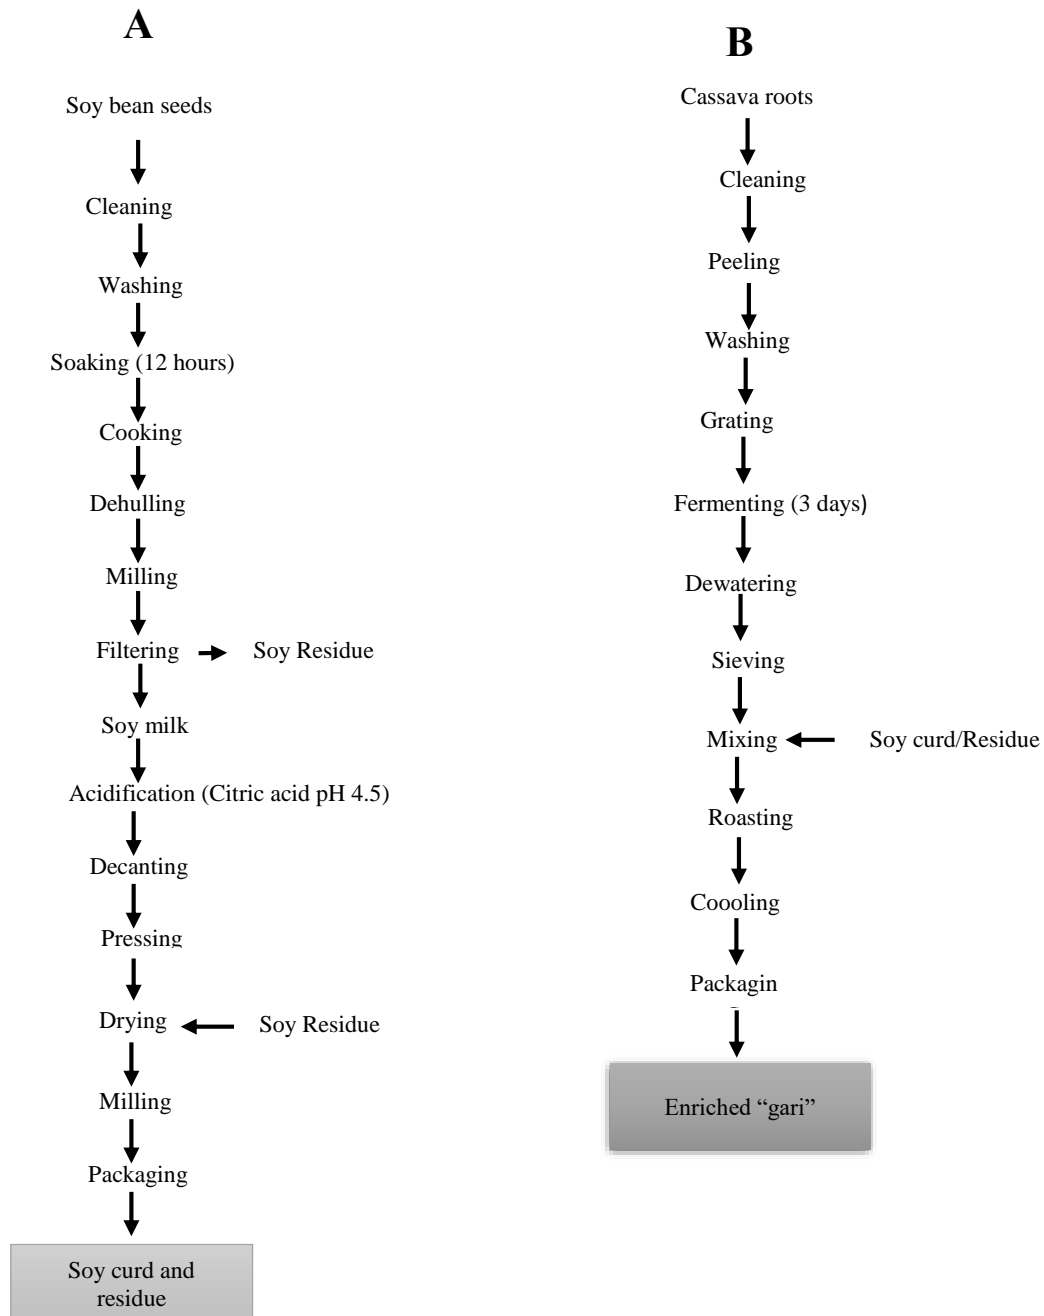 A
Soy bean seeds
Cleaning
Washing
Soaking (12 hours)
Cooking
Dehulling
Milling
Filtering
Soy Residue
Soy milk
Acidification (Citric acid pH 4.5)
Decanting
Pressing
Drying
Soy Residue
Milling
Packaging
Soy curd and
residue
B
Cassava roots
Cleaning
Peeling
Washing
Grating
Fermenting (3 days)
Dewatering
Sieving
Mixing
Soy curd/Residue
Roasting
Coooling
Packagin
Enriched “gari”